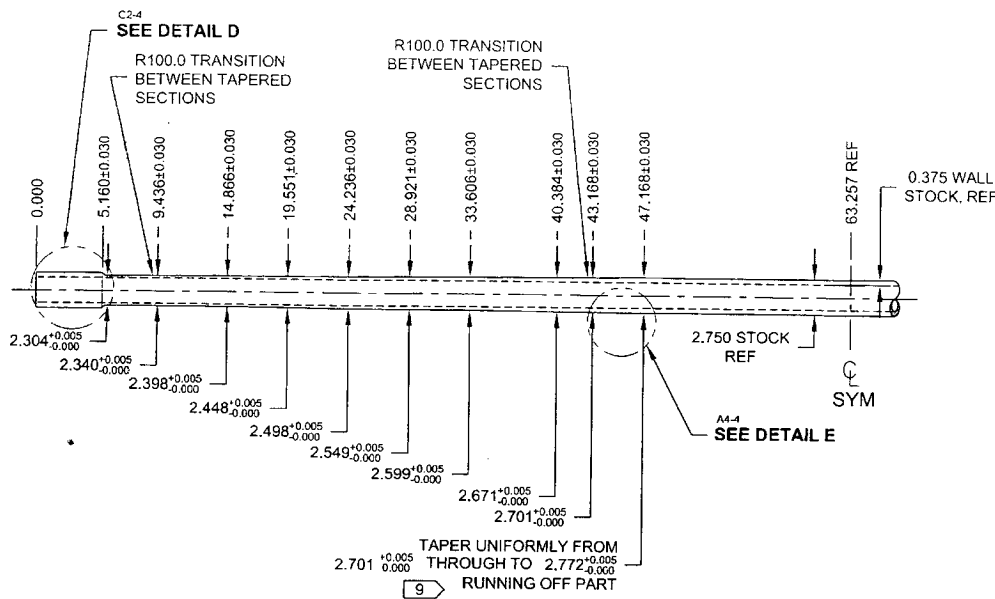 C2-4
SEE DETAIL D
R100.0 TRANSITION
BETWEEN TAPERED
SECTIONS
R100.0 TRANSITION
BETWEEN TAPERED
SECTIONS
0.000
5.160±0.030
9.436±0.030
14.866±0.030
19.551±0.030
24.236±0.030
28.921±0.030
33.606±0.030
40.384±0.030
43.168±0.030
47.168±0.030
63.257 REF
0.375 WALL
STOCK, REF
2.304 +0.005 -0.000
2.340 +0.005 -0.000
2.398 +0.005 -0.000
2.448 +0.005 -0.000
2.498 +0.005 -0.000
2.549 +0.005 -0.000
2.599 +0.005 -0.000
2.671 +0.005 -0.000
2.701 +0.005 -0.000
2.750 STOCK
REF
℄
SYM
A4-4
SEE DETAIL E
TAPER UNIFORMLY FROM
2.701 +0.005 0.000 THROUGH TO 2.772 +0.005 -0.000
9 RUNNING OFF PART